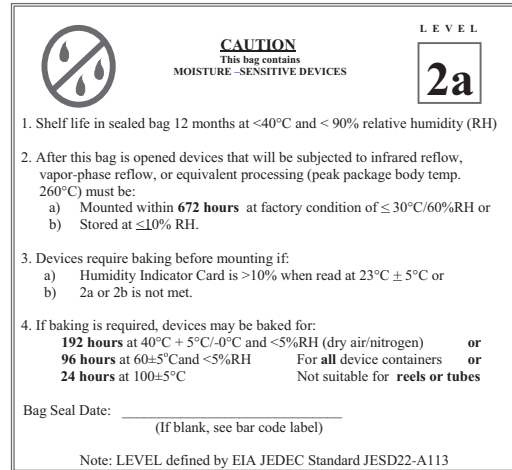 LEVEL
CAUTION
This bag contains
MOISTURE –SENSITIVE DEVICES
2a
1. Shelf life in sealed bag 12 months at <40°C and < 90% relative humidity (RH)
2. After this bag is opened devices that will be subjected to infrared reflow,
vapor-phase reflow, or equivalent processing (peak package body temp.
260°C) must be:
a) Mounted within 672 hours at factory condition of ≤ 30°C/60%RH or
b) Stored at ≤10% RH.
3. Devices require baking before mounting if:
a) Humidity Indicator Card is >10% when read at 23°C ± 5°C or
b) 2a or 2b is not met.
4. If baking is required, devices may be baked for:
192 hours at 40°C + 5°C/-0°C and <5%RH (dry air/nitrogen) or
96 hours at 60±5°Cand <5%RH For all device containers or
24 hours at 100±5°C Not suitable for reels or tubes
Bag Seal Date: ______________________________
(If blank, see bar code label)
Note: LEVEL defined by EIA JEDEC Standard JESD22-A113